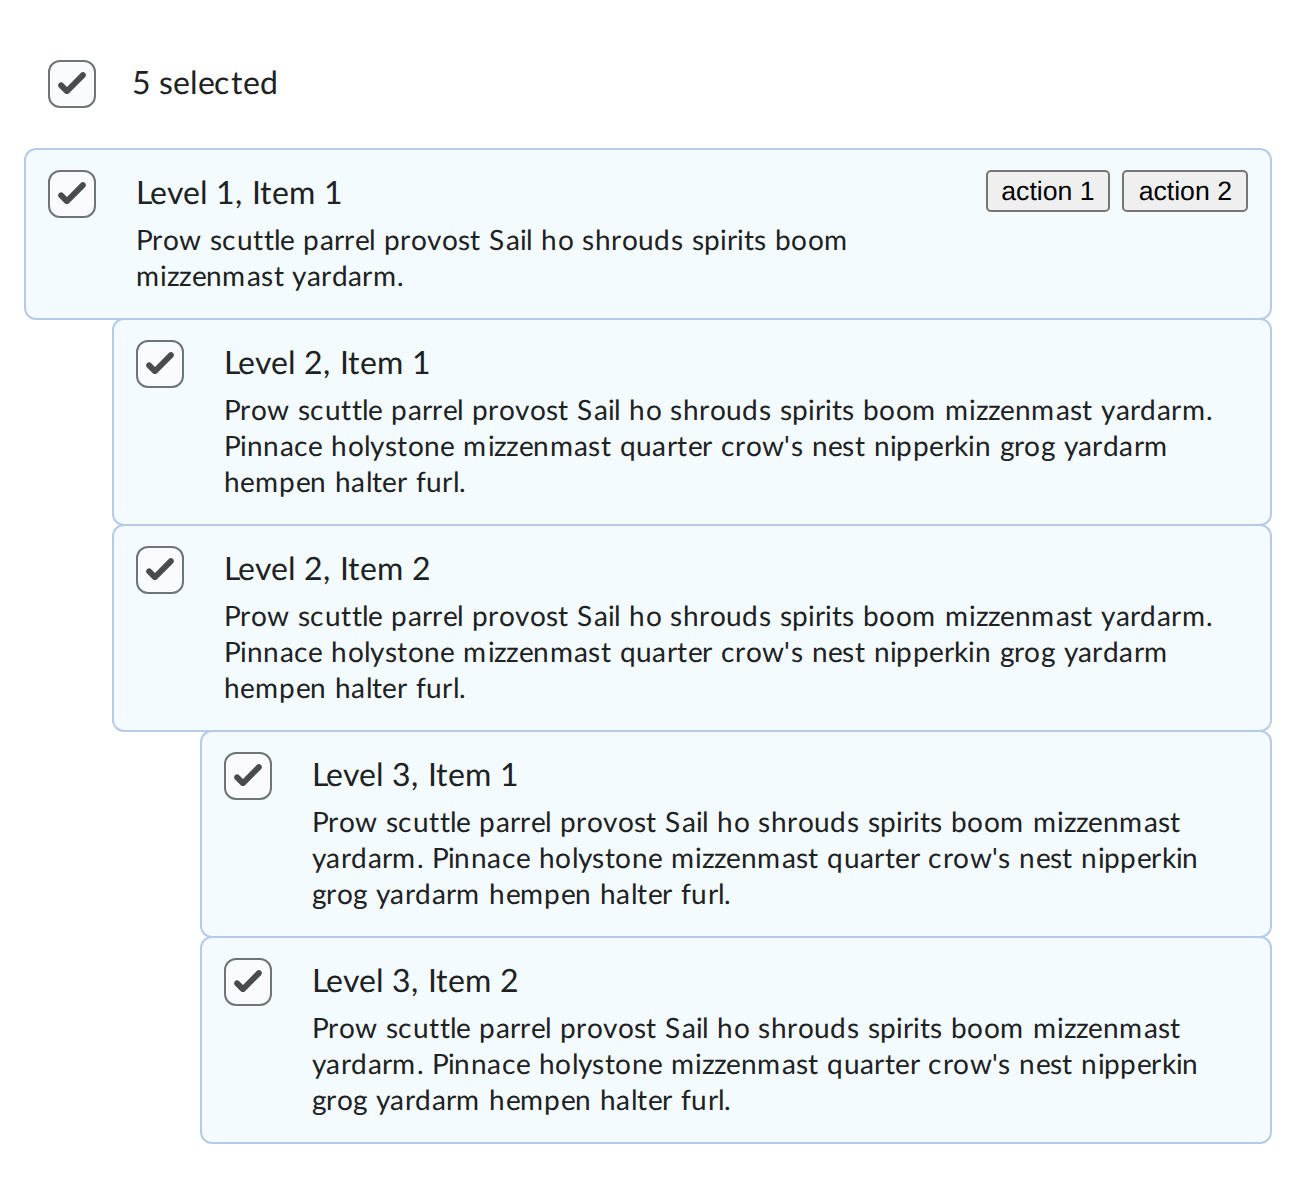 5 selected
Level 1, Item 1
action 1
action 2
Prow scuttle parrel provost Sail ho shrouds spirits boom
mizzenmast yardarm.
Level 2, Item 1
Prow scuttle parrel provost Sail ho shrouds spirits boom mizzenmast yardarm.
Pinnace holystone mizzenmast quarter crow's nest nipperkin grog yardarm
hempen halter furl.
Level 2, Item 2
Prow scuttle parrel provost Sail ho shrouds spirits boom mizzenmast yardarm.
Pinnace holystone mizzenmast quarter crow's nest nipperkin grog yardarm
hempen halter furl.
Level 3, Item 1
Prow scuttle parrel provost Sail ho shrouds spirits boom mizzenmast
yardarm. Pinnace holystone mizzenmast quarter crow's nest nipperkin
grog yardarm hempen halter furl.
Level 3, Item 2
Prow scuttle parrel provost Sail ho shrouds spirits boom mizzenmast
yardarm. Pinnace holystone mizzenmast quarter crow's nest nipperkin
grog yardarm hempen halter furl.